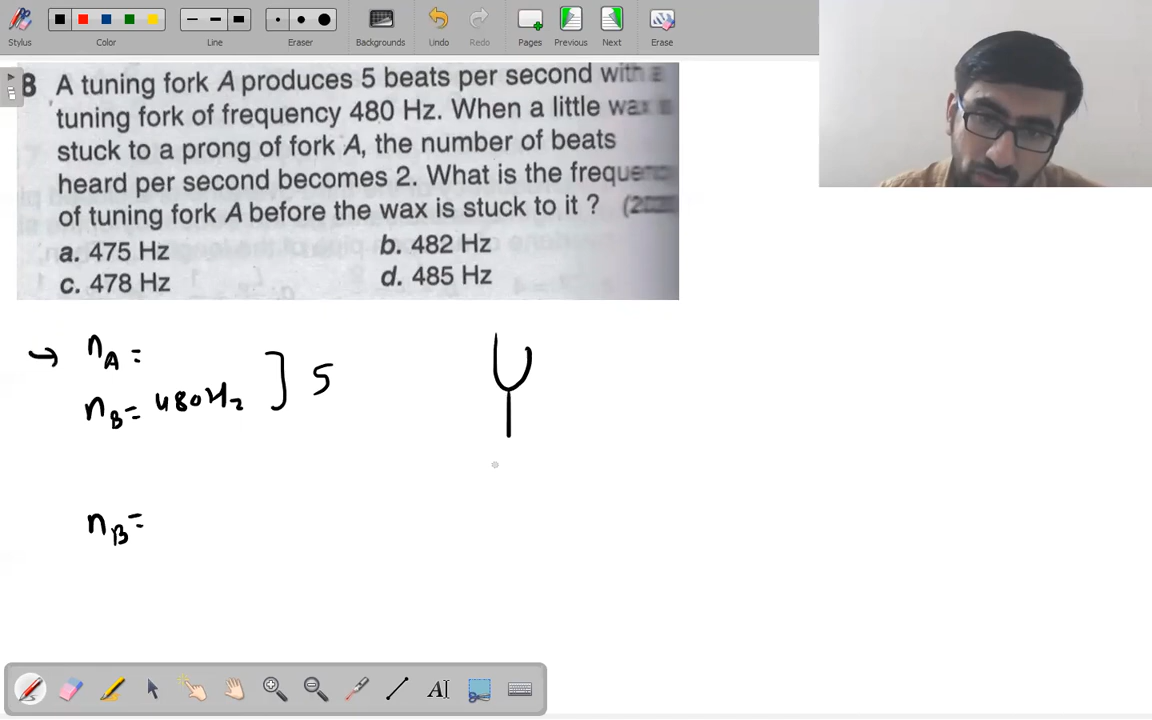 Stylus
Color
Line
Eraser
Backgrounds
Undo
Redo
Pages
Previous
Next
Erase
8 A tuning fork A produces 5 beats per second with a
tuning fork of frequency 480 Hz. When a little wax is
stuck to a prong of fork A, the number of beats
heard per second becomes 2. What is the frequency
of tuning fork A before the wax is stuck to it ?
a. 475 Hz b. 482 Hz
c. 478 Hz d. 485 Hz
→ nA =
nB = 480Hz ] 5
nB =
A